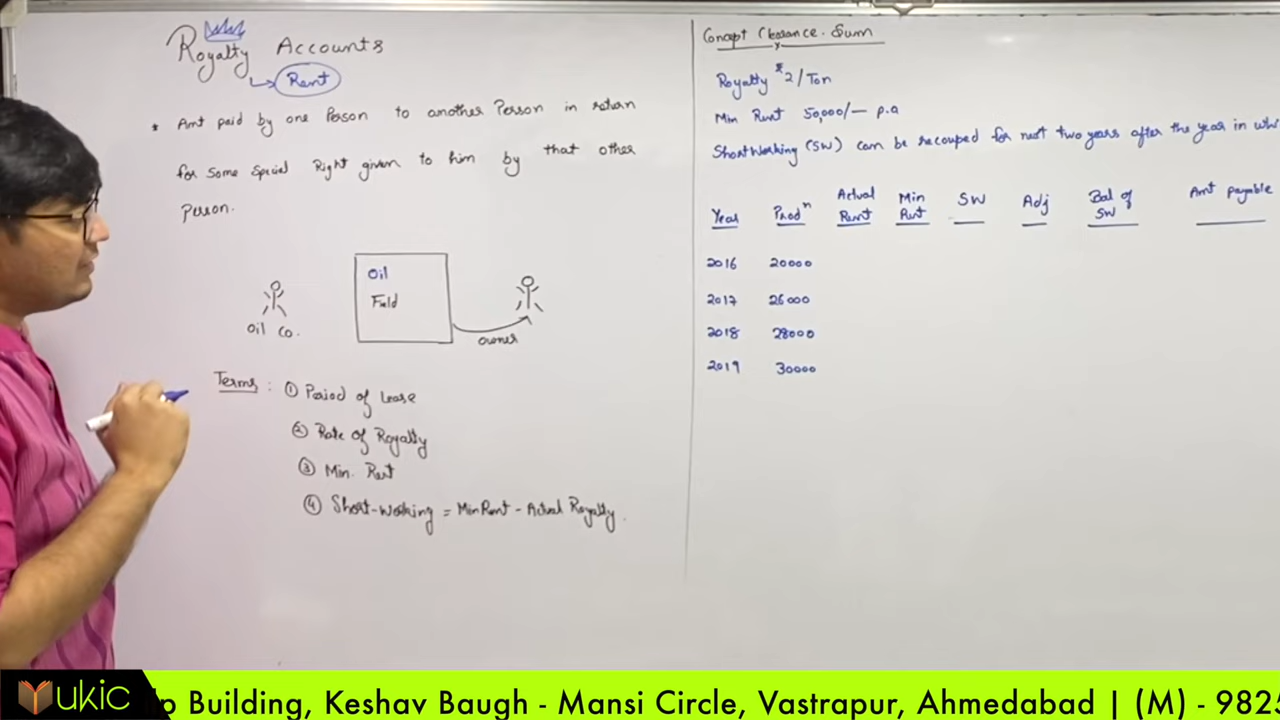 Royalty Accounts
Rent
* Amt paid by one Person to another Person in return
for some special Right given to him by that other
Person.
Oil
Field
Oil Co.
owner
Terms : ① Period of Lease
② Rate of Royalty
③ Min. Rent
④ Short-Working = Min Rent - Actual Royalty.
Concept Clearance Sum
Royalty ₹2/Ton
Min Rent 50,000/- p.a
ShortWorking (SW) can be recouped for next two years after the year in whi
Year Prodⁿ Actual Rent Min Rent SW Adj Bal of SW Amt payable
2016 20000
2017 26000
2018 28000
2019 30000
ukic
lp Building, Keshav Baugh - Mansi Circle, Vastrapur, Ahmedabad | (M) - 9825